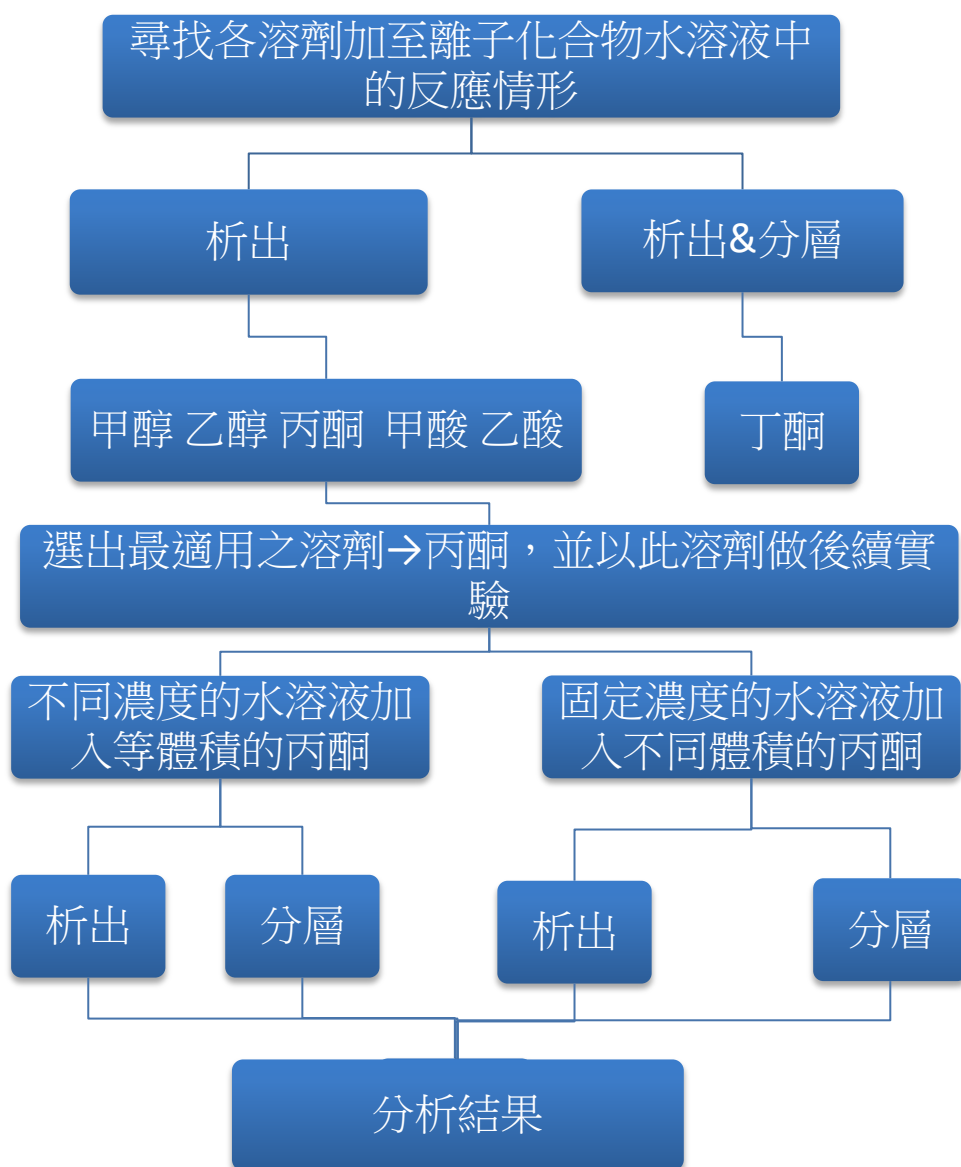 尋找各溶劑加至離子化合物水溶液中
的反應情形
析出
析出&分層
甲醇 乙醇 丙酮 甲酸 乙酸
丁酮
選出最適用之溶劑→丙酮，並以此溶劑做後續實
驗
不同濃度的水溶液加
入等體積的丙酮
固定濃度的水溶液加
入不同體積的丙酮
析出
分層
析出
分層
分析結果